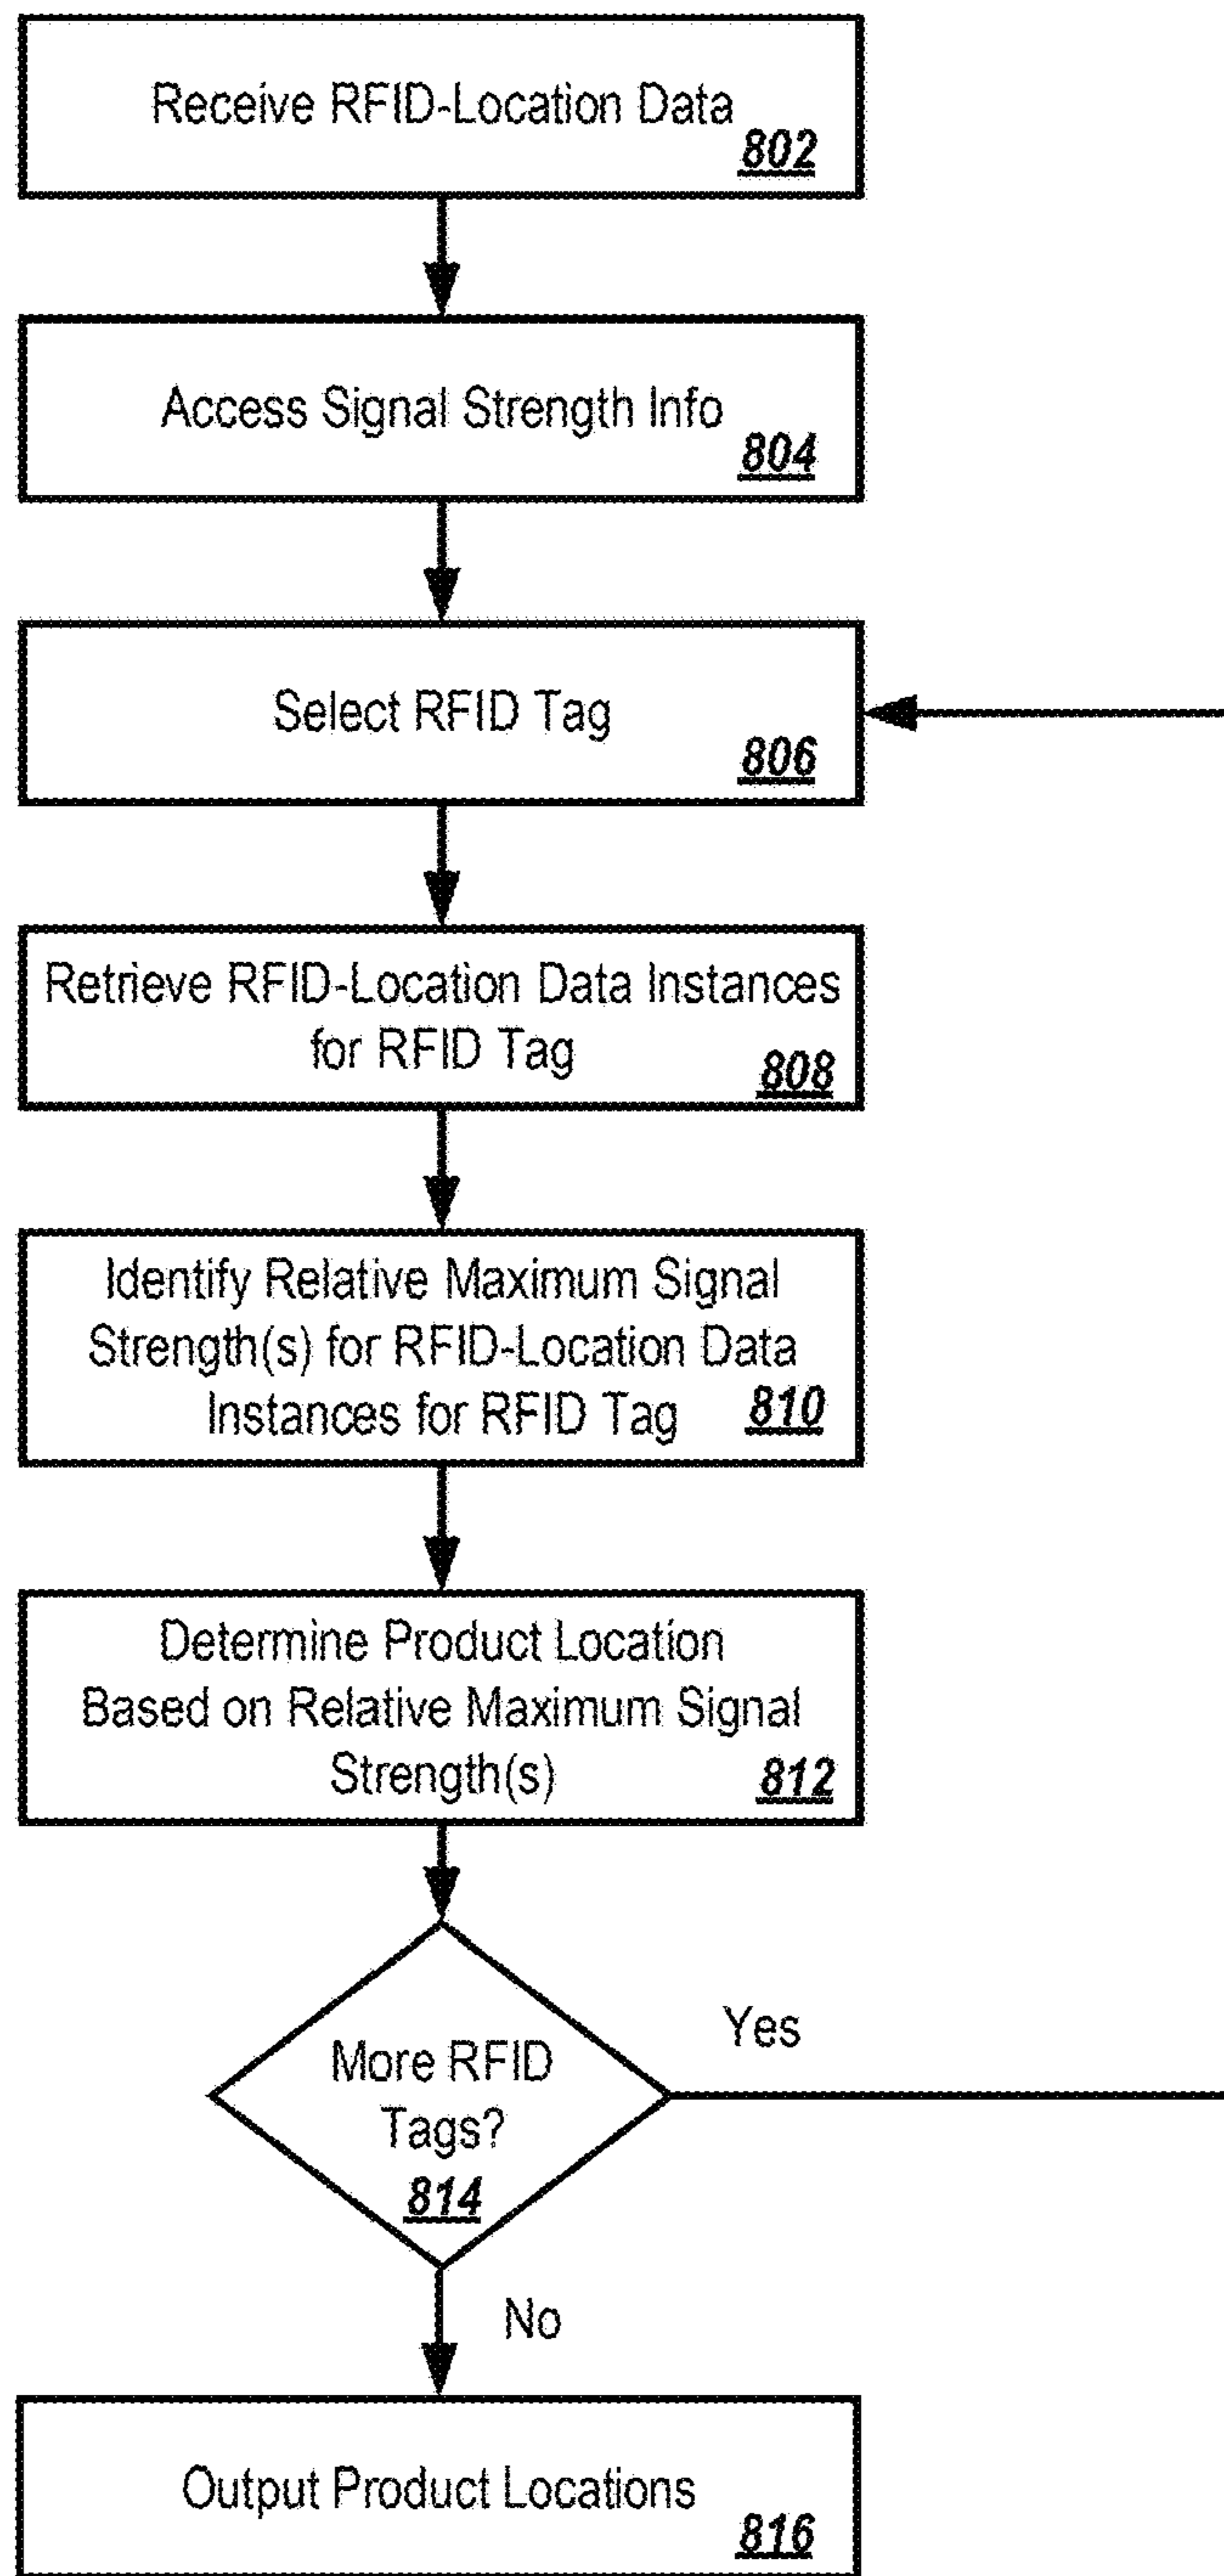 Receive RFID-Location Data
802
Access Signal Strength Info
804
Select RFID Tag
806
Retrieve RFID-Location Data Instances
for RFID Tag
808
Identify Relative Maximum Signal
Strength(s) for RFID-Location Data
Instances for RFID Tag 810
Determine Product Location
Based on Relative Maximum Signal
Strength(s)
812
More RFID
Tags?
814
Yes
No
Output Product Locations
816